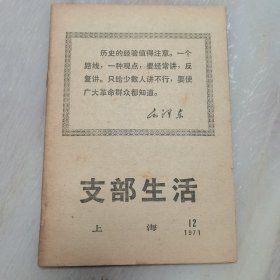 历史的经验值得注意。一个
路线，一种观点，要经常讲，反
复讲。只给少数人讲不行，要使
广大革命群众都知道。
毛泽东
支部生活
上海
12
1971